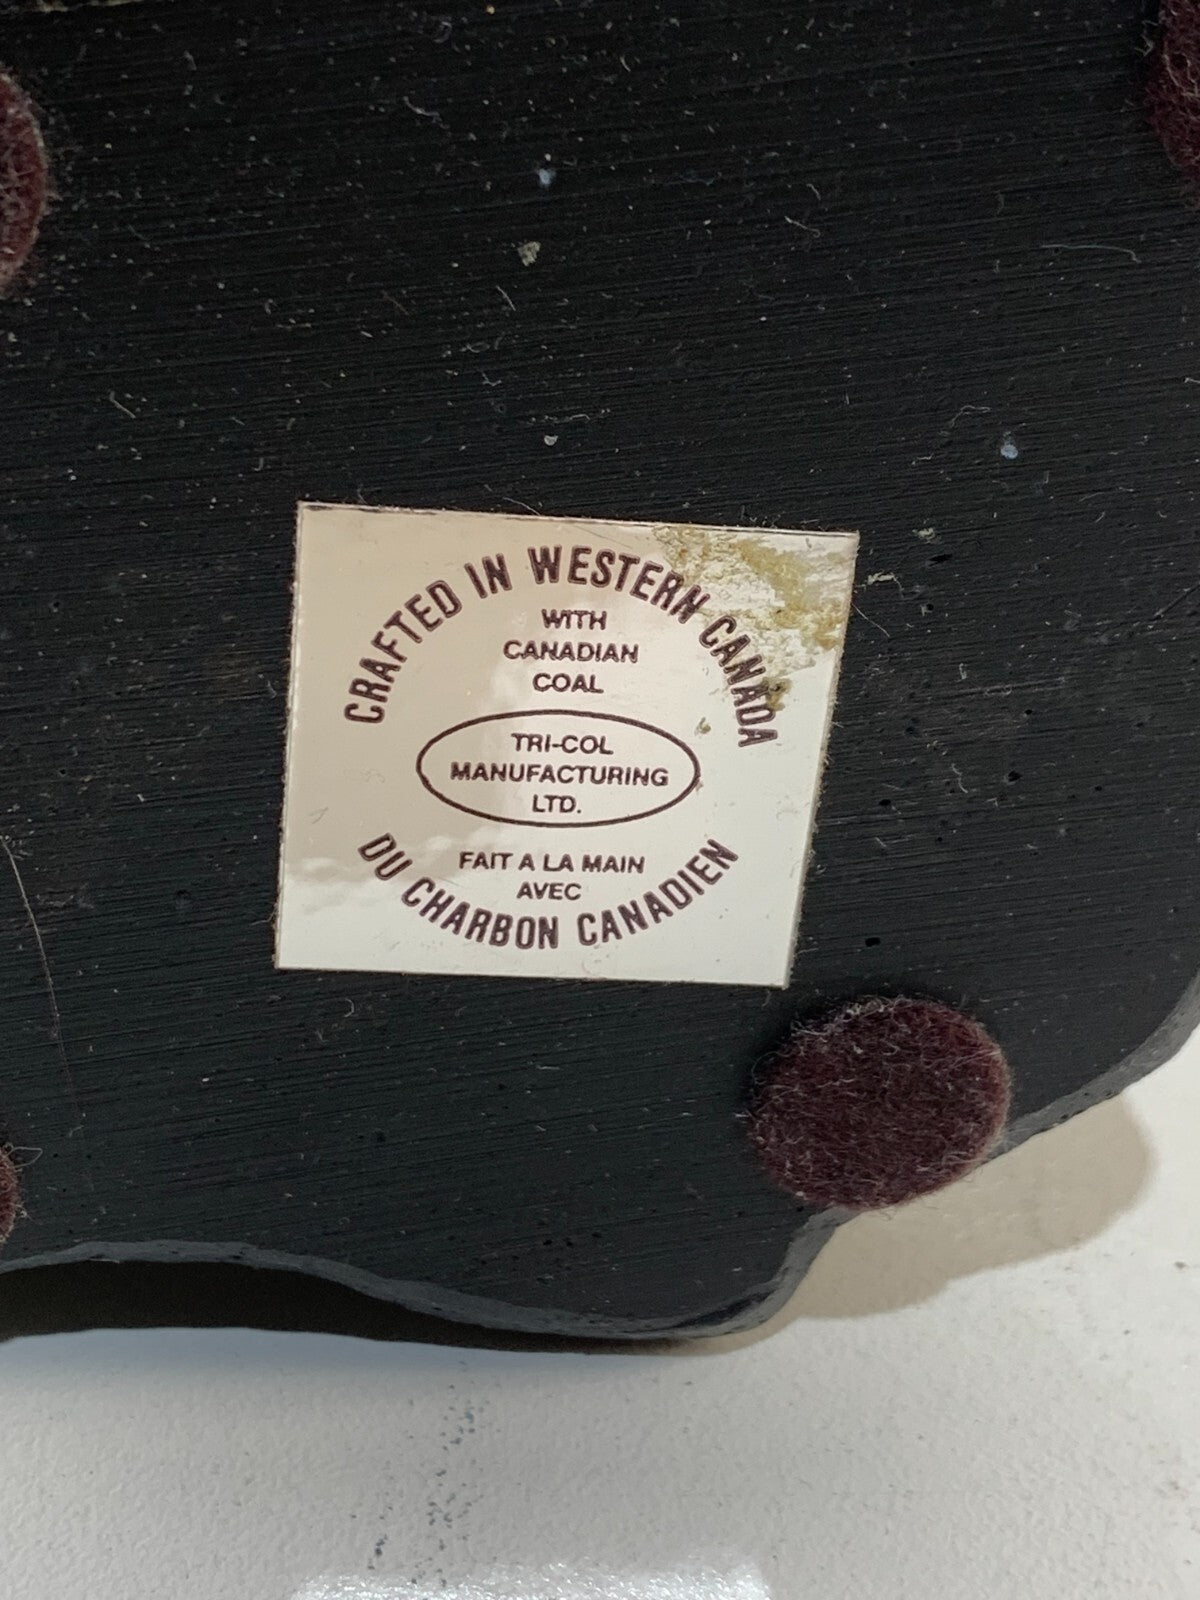 CRAFTED IN WESTERN CANADA
WITH
CANADIAN
COAL
TRI-COL
MANUFACTURING
LTD.
FAIT A LA MAIN
AVEC
DU CHARBON CANADIEN